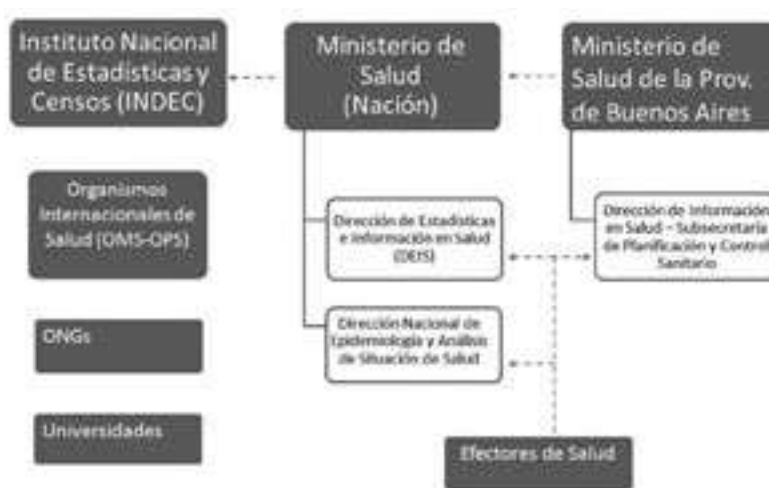 Instituto Nacional
de Estadísticas y
Censos (INDEC)
Ministerio de
Salud
(Nación)
Ministerio de
Salud de la Prov.
de Buenos Aires
Organismos
Internacionales de
Salud (OMS-OPS)
Dirección de Estadísticas
e Información en Salud
(DEIS)
Dirección de Información
en Salud – Subsecretaría
de Planificación y Control
Sanitario
ONGs
Dirección Nacional de
Epidemiología y Análisis
de Situación de Salud
Universidades
Efectores de Salud